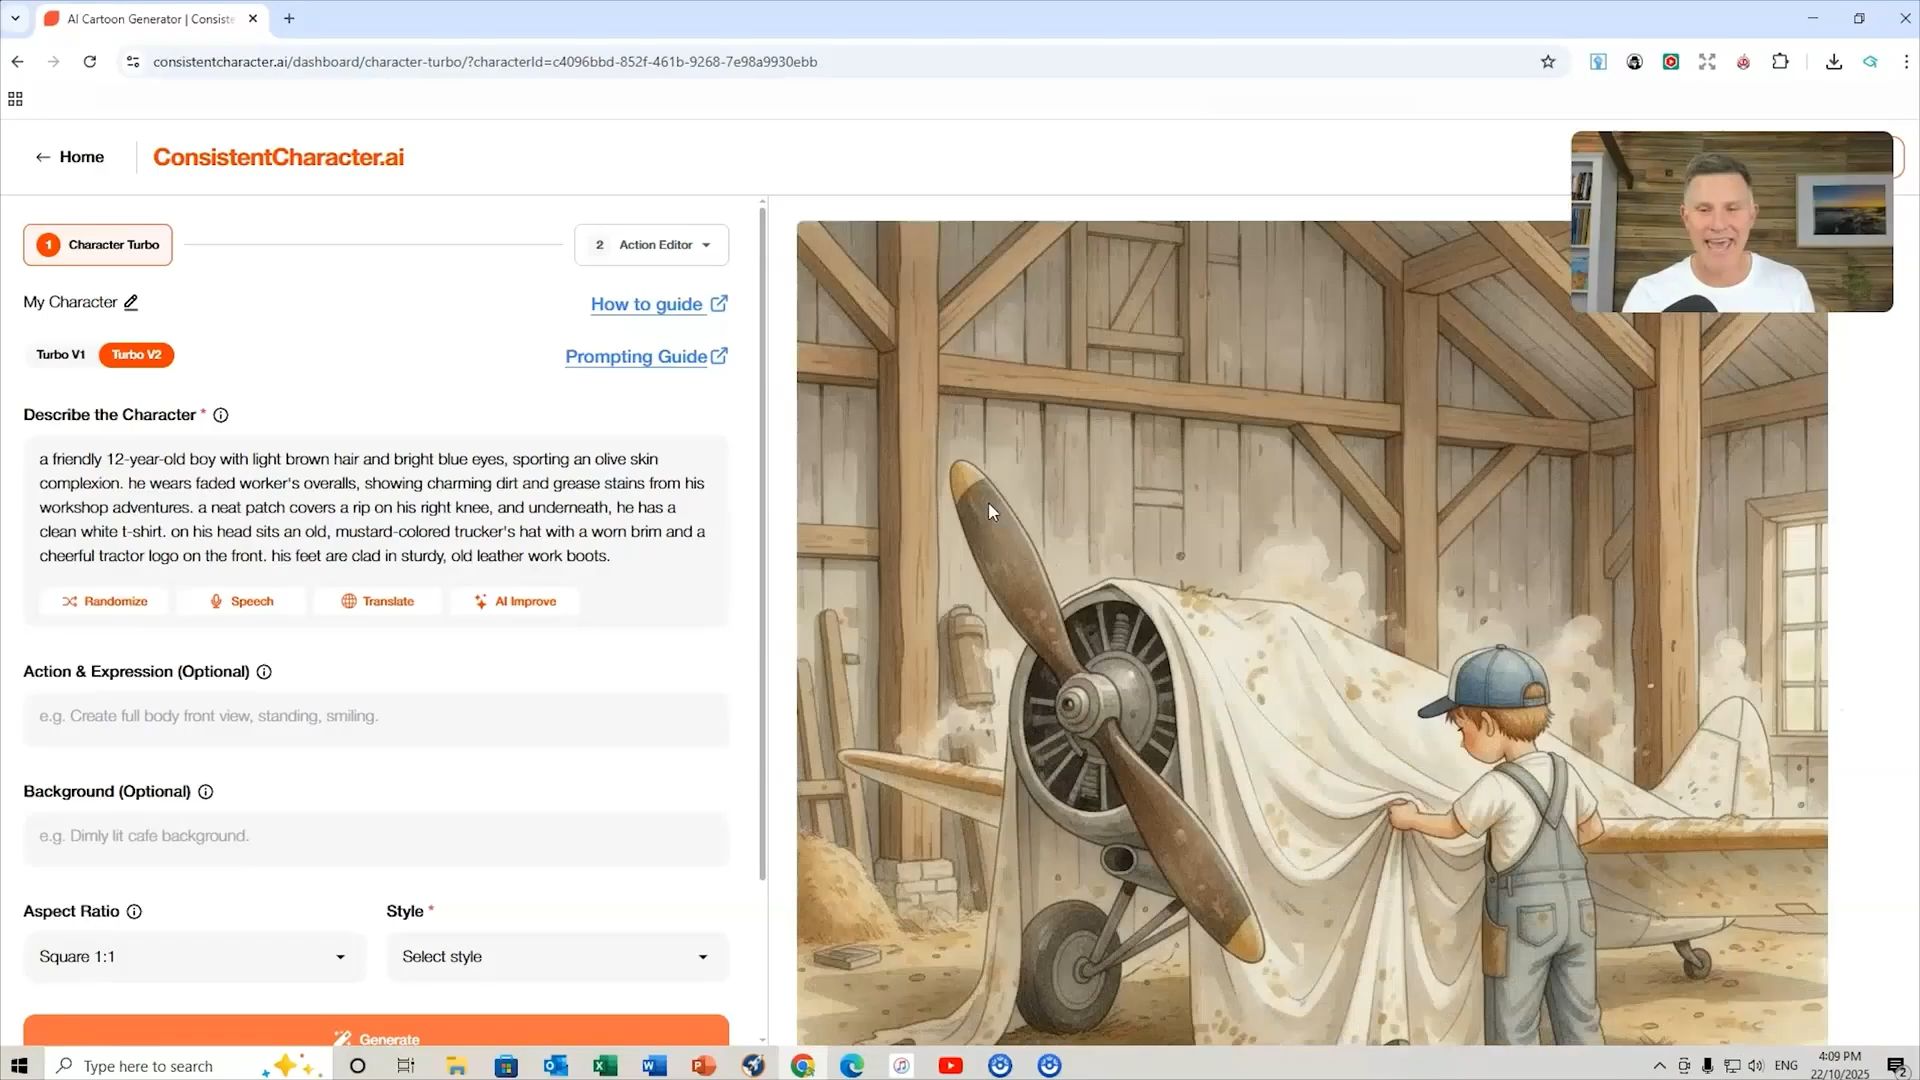 AI Cartoon Generator | Consiste
consistentcharacter.ai/dashboard/character-turbo/?characterId=c4096bbd-852f-461b-9268-7e98a9930ebb
Home
ConsistentCharacter.ai
1 Character Turbo
2 Action Editor
My Character
How to guide
Turbo V1 Turbo V2
Prompting Guide
Describe the Character *
a friendly 12-year-old boy with light brown hair and bright blue eyes, sporting an olive skin
complexion. he wears faded worker's overalls, showing charming dirt and grease stains from his
workshop adventures. a neat patch covers a rip on his right knee, and underneath, he has a
clean white t-shirt. on his head sits an old, mustard-colored trucker's hat with a worn brim and a
cheerful tractor logo on the front. his feet are clad in sturdy, old leather work boots.
Randomize Speech Translate AI Improve
Action & Expression (Optional)
e.g. Create full body front view, standing, smiling.
Background (Optional)
e.g. Dimly lit cafe background.
Aspect Ratio Style *
Square 1:1 Select style
Generate
Type here to search
ENG
4:09 PM
22/10/2025
2